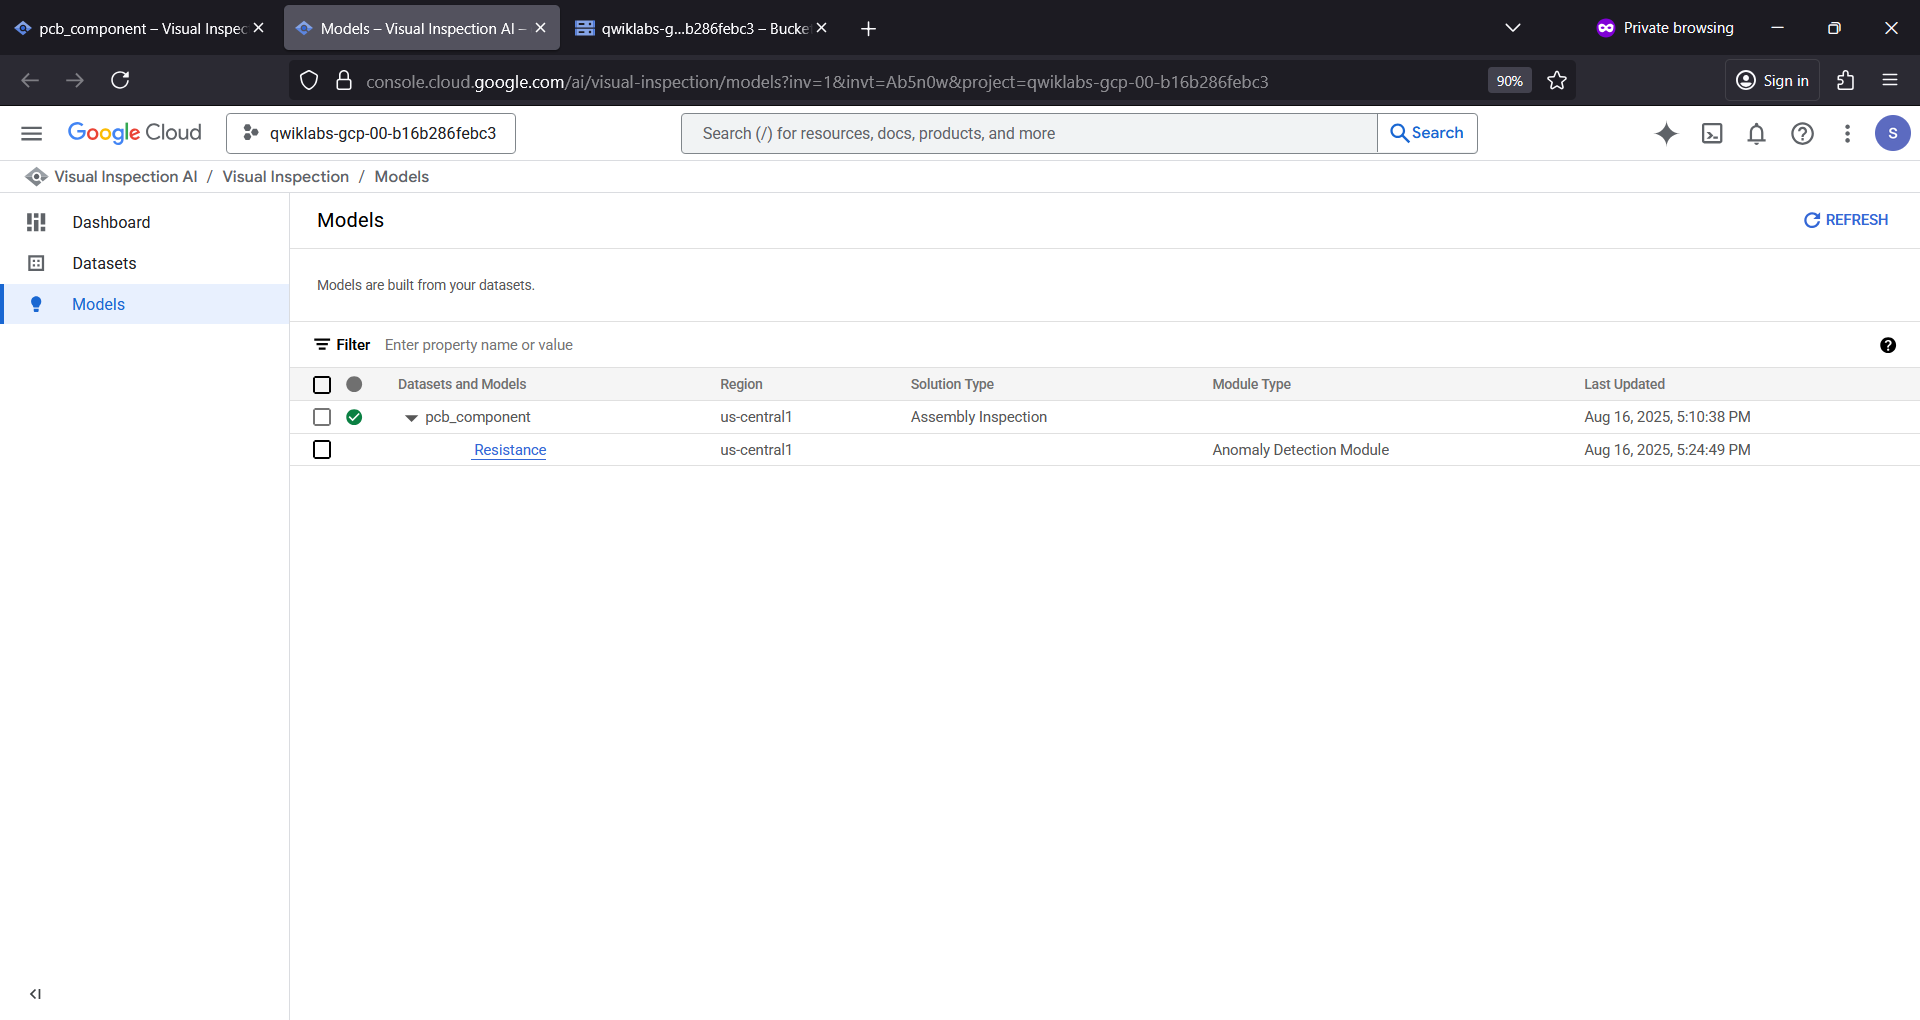 pcb_component – Visual Inspec
Models – Visual Inspection AI –
qwiklabs-g...b286febc3 – Bucke
Private browsing
console.cloud.google.com/ai/visual-inspection/models?inv=1&invt=Ab5n0w&project=qwiklabs-gcp-00-b16b286febc3
90%
Sign in
Google Cloud
qwiklabs-gcp-00-b16b286febc3
Search (/) for resources, docs, products, and more
Search
S
Visual Inspection AI / Visual Inspection / Models
Dashboard
Datasets
Models
Models
REFRESH
Models are built from your datasets.
Filter Enter property name or value
Datasets and Models Region Solution Type Module Type Last Updated
pcb_component us-central1 Assembly Inspection Aug 16, 2025, 5:10:38 PM
Resistance us-central1 Anomaly Detection Module Aug 16, 2025, 5:24:49 PM